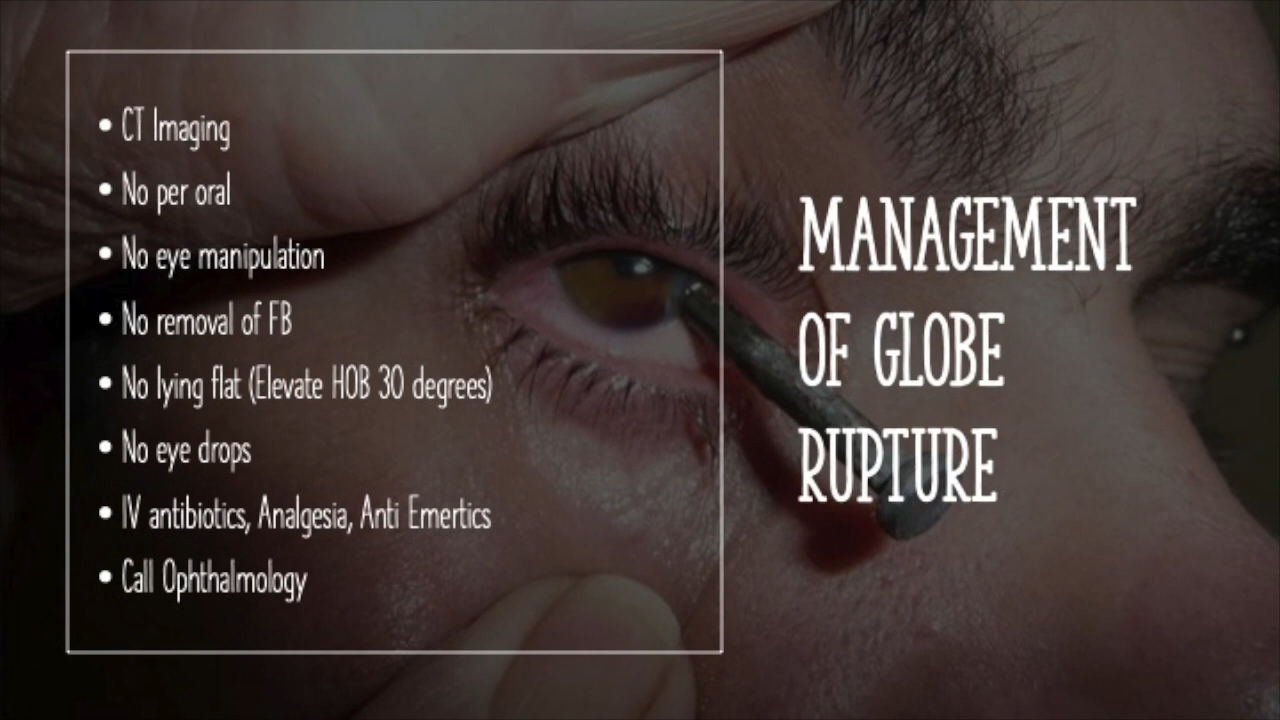 • CT Imaging
• No per oral
• No eye manipulation
• No removal of FB
• No lying flat (Elevate HOB 30 degrees)
• No eye drops
• IV antibiotics, Analgesia, Anti Emertics
• Call Ophthalmology
MANAGEMENT
OF GLOBE
RUPTURE